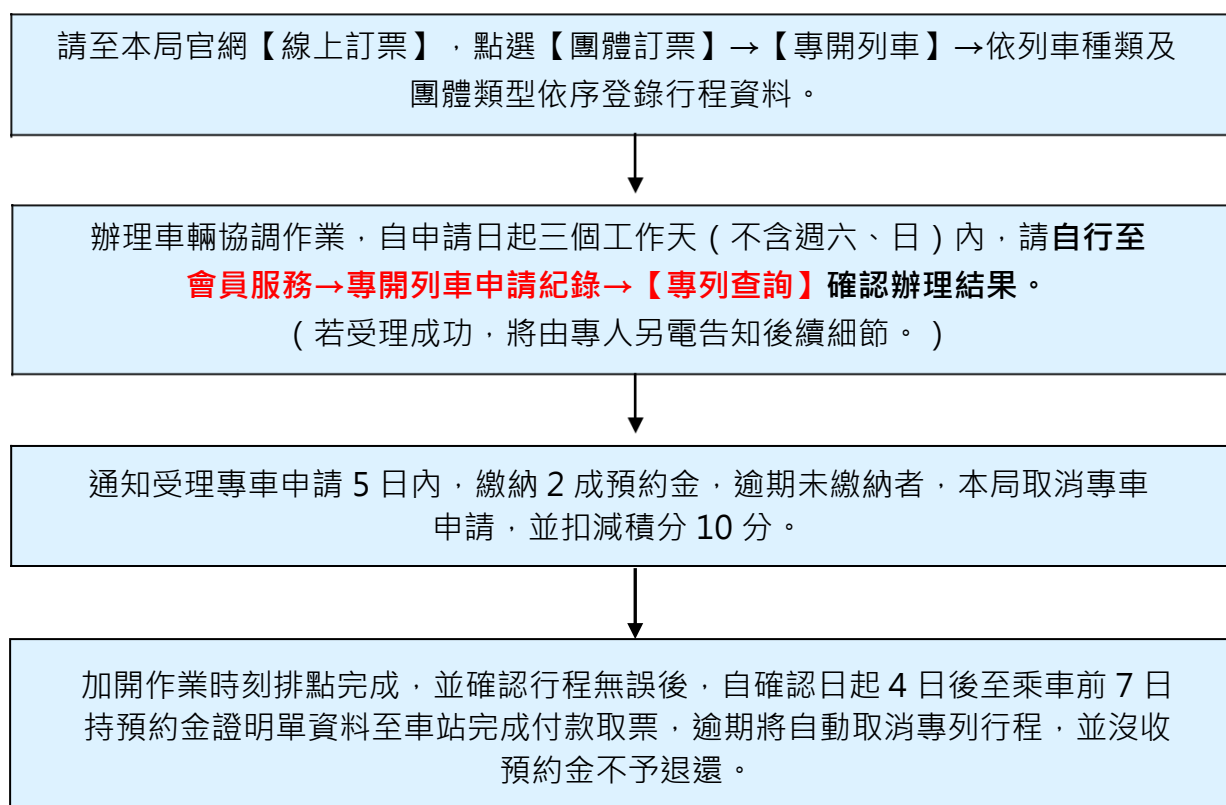 請至本局官網【線上訂票】，點選【團體訂票】→【專開列車】→依列車種類及
團體類型依序登錄行程資料。
辦理車輛協調作業，自申請日起三個工作天（不含週六、日）內，請自行至
會員服務→專開列車申請紀錄→【專列查詢】確認辦理結果。
（若受理成功，將由專人另電告知後續細節。）
通知受理專車申請 5 日內，繳納 2 成預約金，逾期未繳納者，本局取消專車
申請，並扣減積分 10 分。
加開作業時刻排點完成，並確認行程無誤後，自確認日起 4 日後至乘車前 7 日
持預約金證明單資料至車站完成付款取票，逾期將自動取消專列行程，並沒收
預約金不予退還。